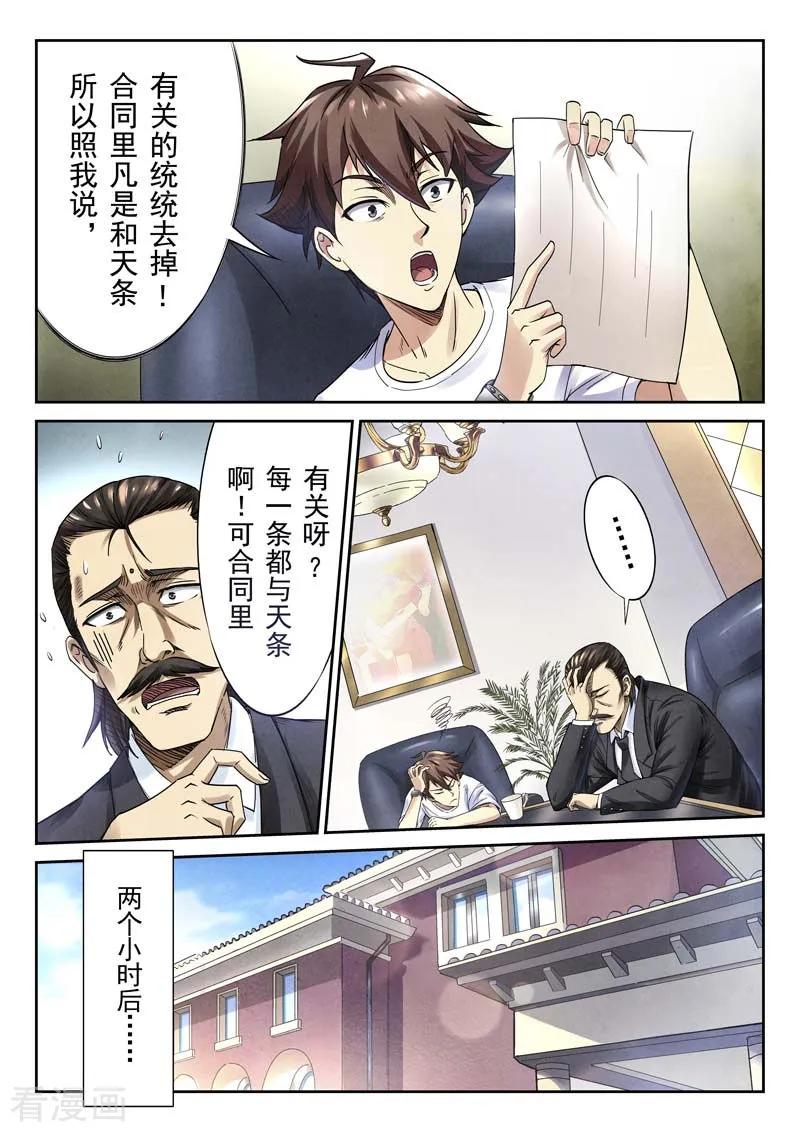 所以照我说，
合同里凡是和天条
有关的统统去掉！
啊！可合同里
每一条都与天条
有关呀？
……
两个小时后……
看漫画